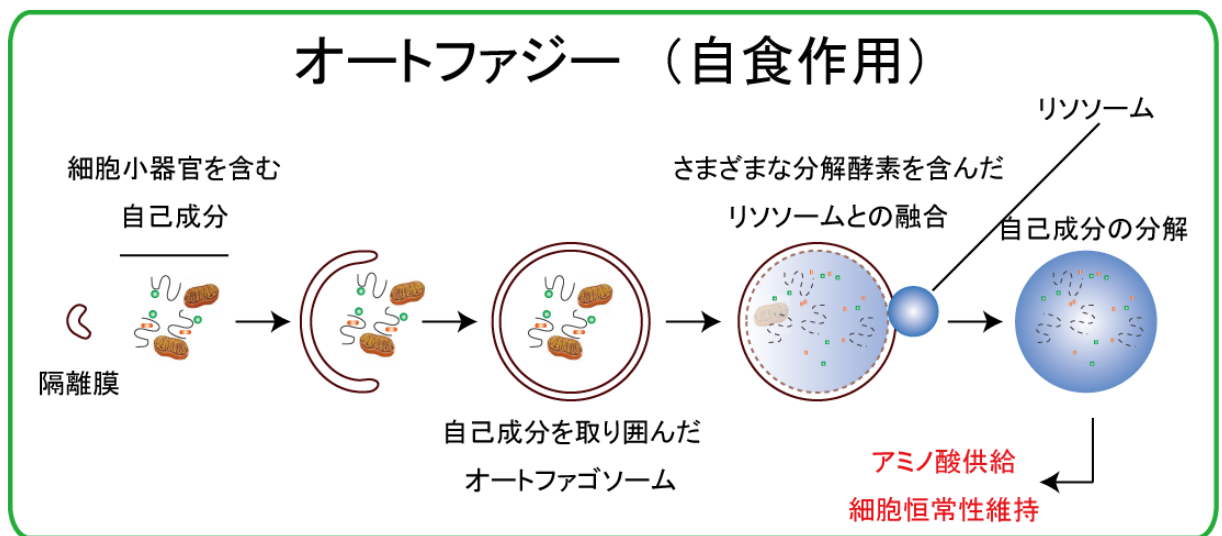 オートファジー （自食作用）
リソソーム
細胞小器官を含む
自己成分
さまざまな分解酵素を含んだ
リソソームとの融合
自己成分の分解
隔離膜
自己成分を取り囲んだ
オートファゴソーム
アミノ酸供給
細胞恒常性維持